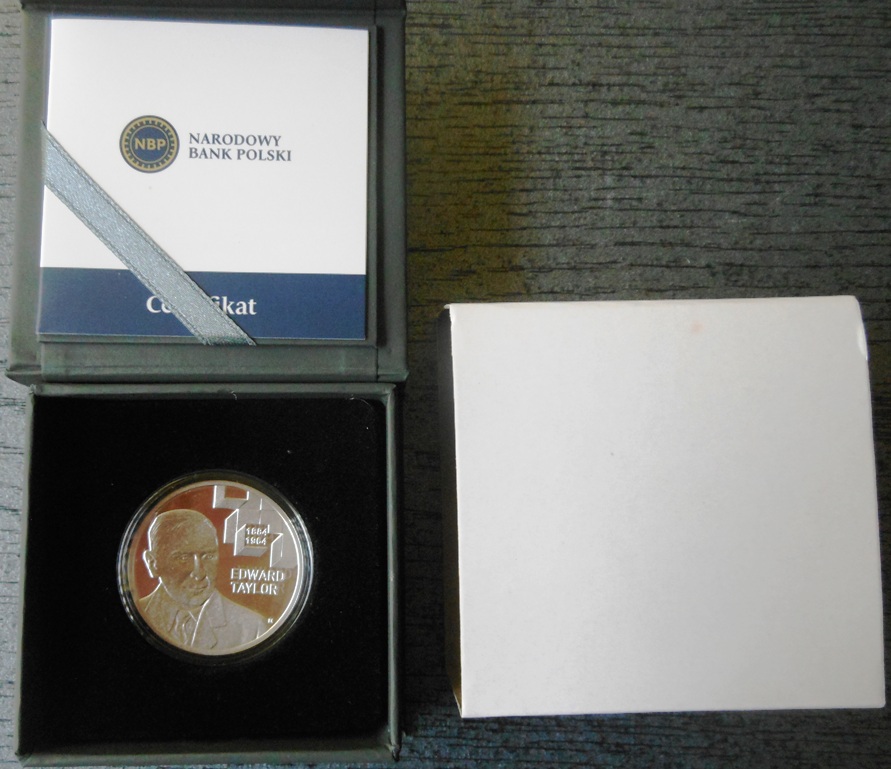 NBP
NARODOWY
BANK POLSKI
Certyfikat
1884
1964
EDWARD
TAYLOR